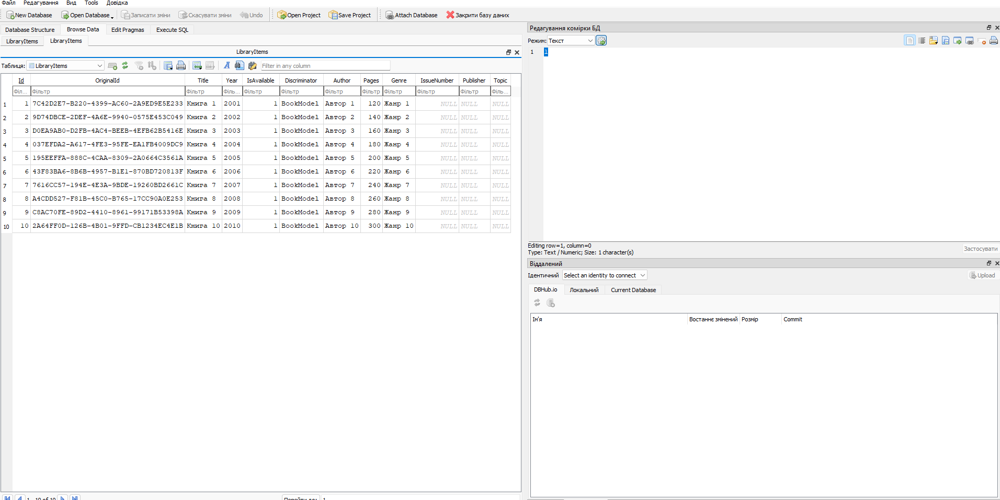 Файл Редагування Вид Tools Довідка
New Database Open Database Записати зміни Скасувати зміни Undo Open Project Save Project Attach Database Закрити базу даних
Database Structure Browse Data Edit Pragmas Execute SQL
LibraryItems LibraryItems
LibraryItems
Таблиця: LibraryItems Filter in any column
Id OriginalId Title Year IsAvailable Discriminator Author Pages Genre IssueNumber Publisher Topic
Філ... Фільтр Фільтр Філь... Фільтр Фільтр Фільтр Фільтр Фільтр Фільтр Фільтр Філь...
1 1 7C42D2E7-B220-4399-AC60-2A9ED9E5E233 Книга 1 2001 1 BookModel Автор 1 120 Жанр 1 NULL NULL NULL
2 2 9D74DBCE-2DEF-4A6E-9940-0575E453C049 Книга 2 2002 1 BookModel Автор 2 140 Жанр 2 NULL NULL NULL
3 3 D0EA9AB0-D2FB-4AC4-BEEB-4EFB62B5416E Книга 3 2003 1 BookModel Автор 3 160 Жанр 3 NULL NULL NULL
4 4 037EFDA2-A617-4FE3-95FE-EA1FB4009DC9 Книга 4 2004 1 BookModel Автор 4 180 Жанр 4 NULL NULL NULL
5 5 195EEFFA-888C-4CAA-8309-2A0664C3561A Книга 5 2005 1 BookModel Автор 5 200 Жанр 5 NULL NULL NULL
6 6 43F83BA6-8B6B-4957-B1E1-870BD720813F Книга 6 2006 1 BookModel Автор 6 220 Жанр 6 NULL NULL NULL
7 7 7616CC57-194E-4E3A-9BDE-19260BD2661C Книга 7 2007 1 BookModel Автор 7 240 Жанр 7 NULL NULL NULL
8 8 A4CDD527-F81B-45C0-B765-17CC90A0E253 Книга 8 2008 1 BookModel Автор 8 260 Жанр 8 NULL NULL NULL
9 9 C8AC70FE-89D2-4410-8961-99171B53398A Книга 9 2009 1 BookModel Автор 9 280 Жанр 9 NULL NULL NULL
10 10 2A64FF0D-126B-4B01-9FFD-CB1234EC4E1B Книга 10 2010 1 BookModel Автор 10 300 Жанр 10 NULL NULL NULL
1 - 10 of 10 Перейти до: 1
Редагування комірки БД
Режим: Текст
1 1
Editing row=1, column=0
Type: Text / Numeric; Size: 1 character(s)
Застосувати
Віддалений
Ідентичний Select an identity to connect Upload
DBHub.io Локальний Current Database
Ім'я Востаннє змінений Розмір Commit